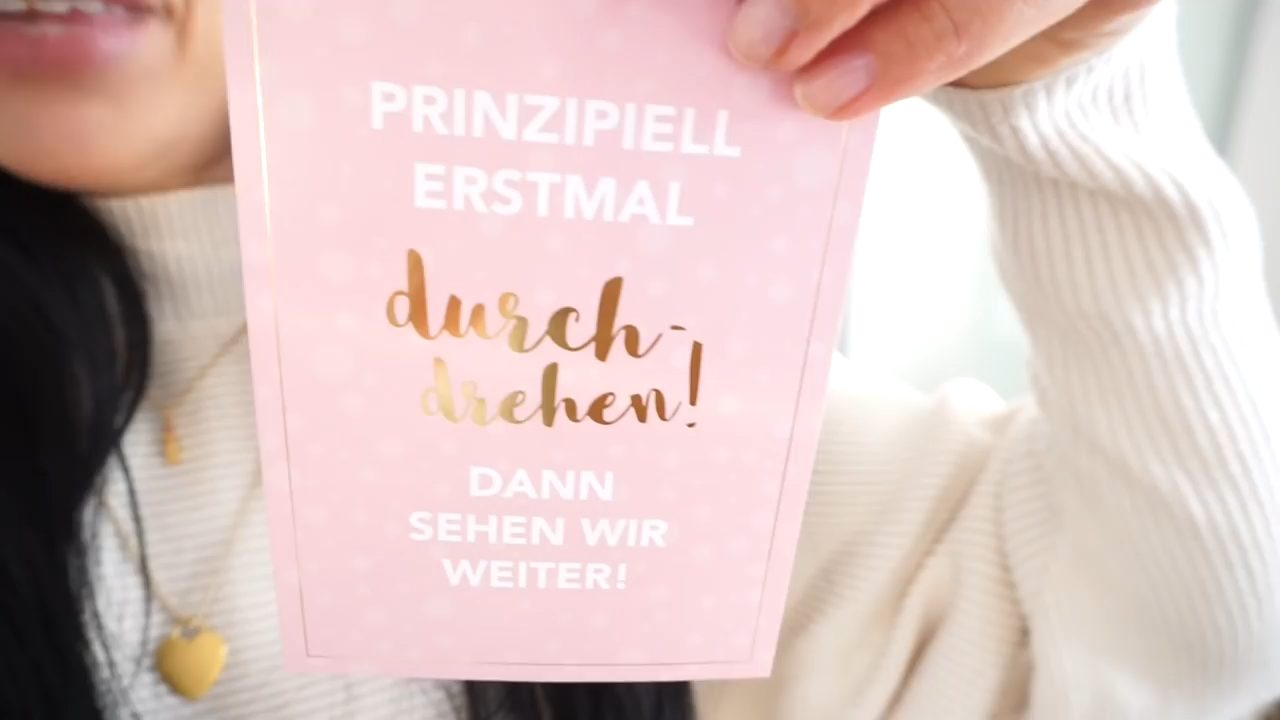 PRINZIPIELL
ERSTMAL
durch-
drehen!
DANN
SEHEN WIR
WEITER!